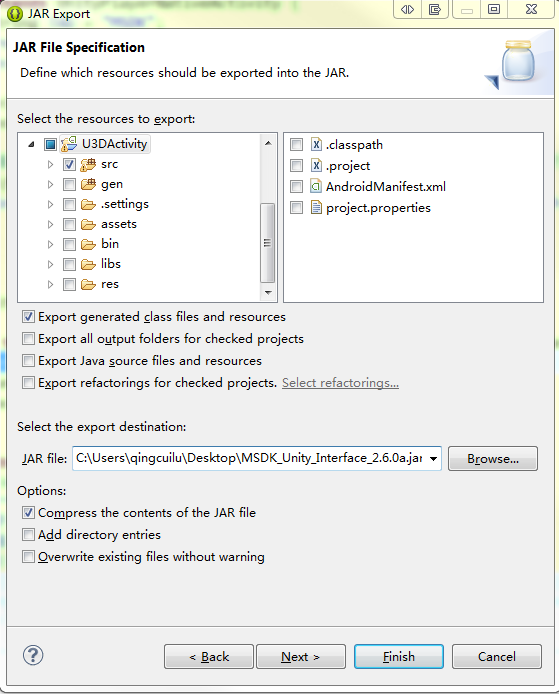 JAR Export
JAR File Specification
Define which resources should be exported into the JAR.
Select the resources to export:
U3DActivity
src
gen
.settings
assets
bin
libs
res
.classpath
.project
AndroidManifest.xml
project.properties
Export generated class files and resources
Export all output folders for checked projects
Export Java source files and resources
Export refactorings for checked projects. Select refactorings...
Select the export destination:
JAR file: C:\Users\qingcuilu\Desktop\MSDK_Unity_Interface_2.6.0a.jar Browse...
Options:
Compress the contents of the JAR file
Add directory entries
Overwrite existing files without warning
? < Back Next > Finish Cancel